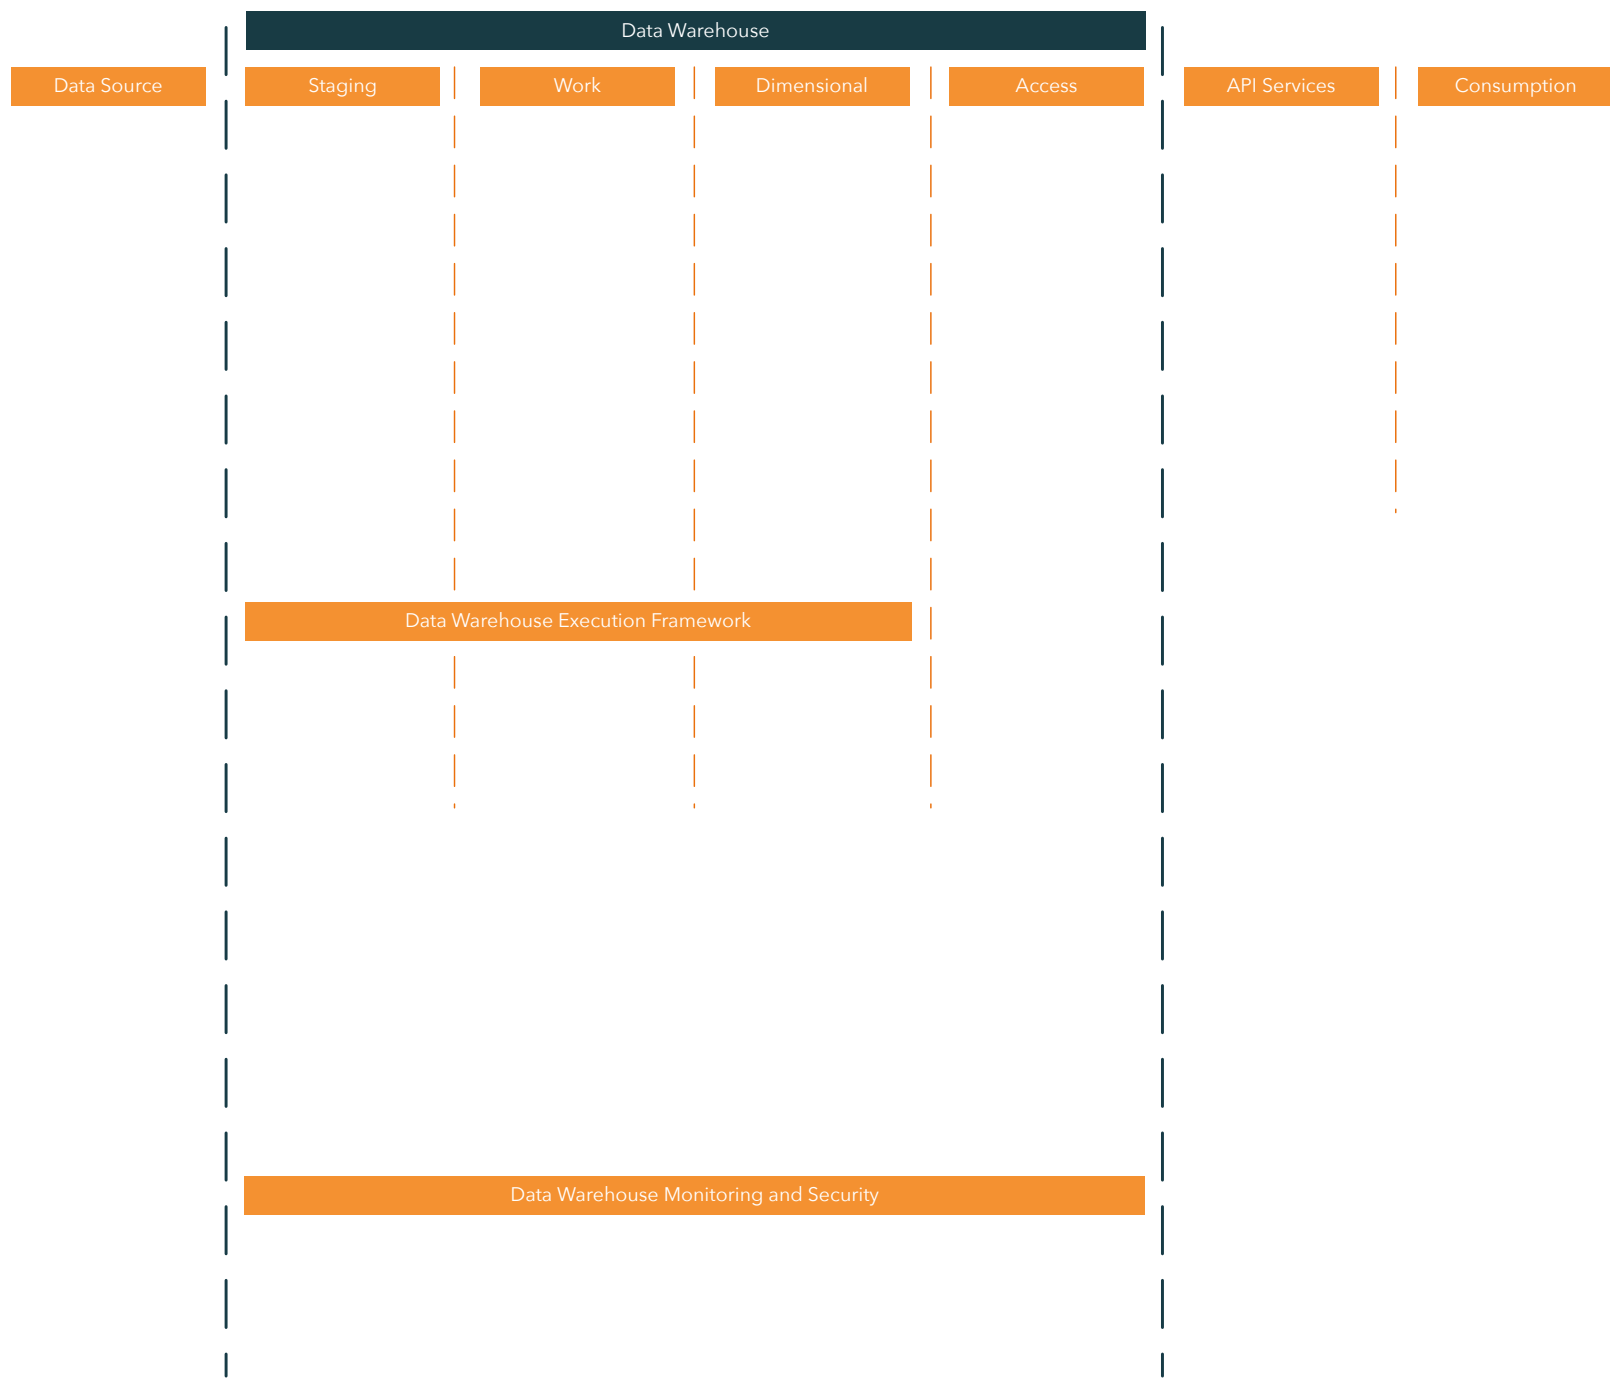 Data Warehouse
Data Source
Staging
Work
Dimensional
Access
API Services
Consumption
Data Warehouse Execution Framework
Data Warehouse Monitoring and Security